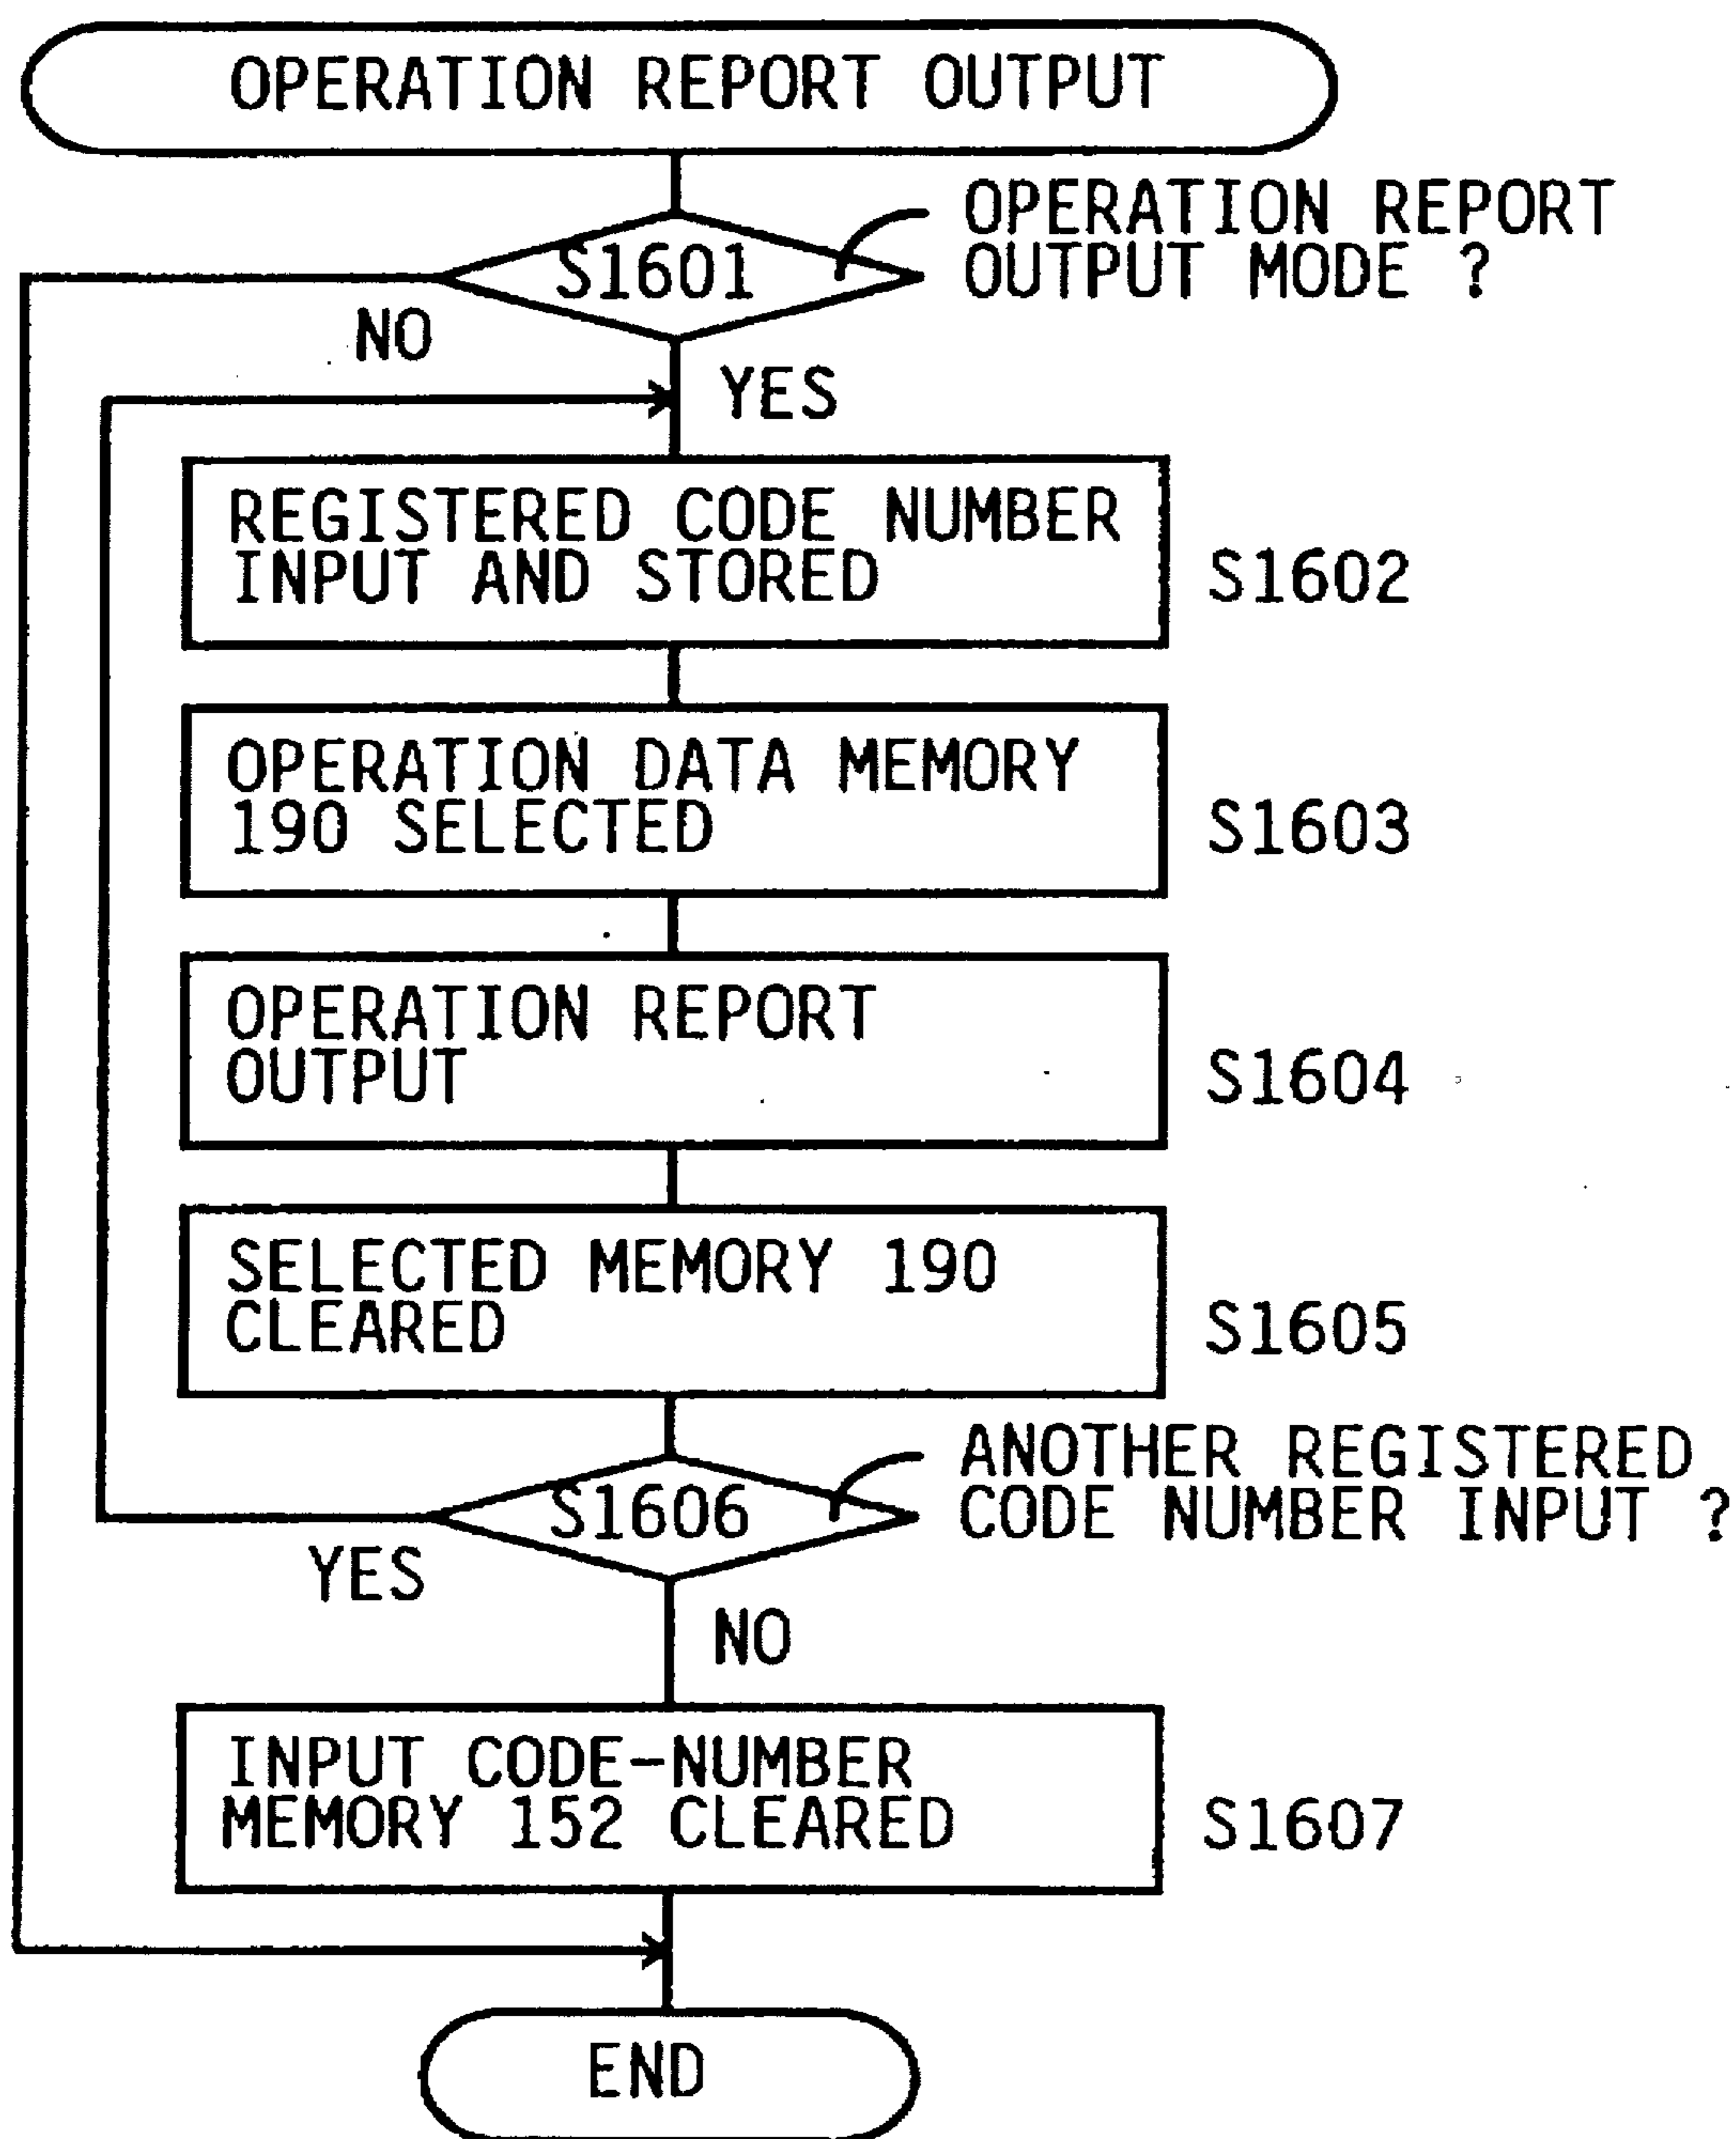 OPERATION REPORT OUTPUT
OPERATION REPORT
OUTPUT MODE ?
S1601
NO
YES
REGISTERED CODE NUMBER
INPUT AND STORED
S1602
OPERATION DATA MEMORY
190 SELECTED
S1603
OPERATION REPORT
OUTPUT
S1604
SELECTED MEMORY 190
CLEARED
S1605
ANOTHER REGISTERED
CODE NUMBER INPUT ?
S1606
YES
NO
INPUT CODE-NUMBER
MEMORY 152 CLEARED
S1607
END